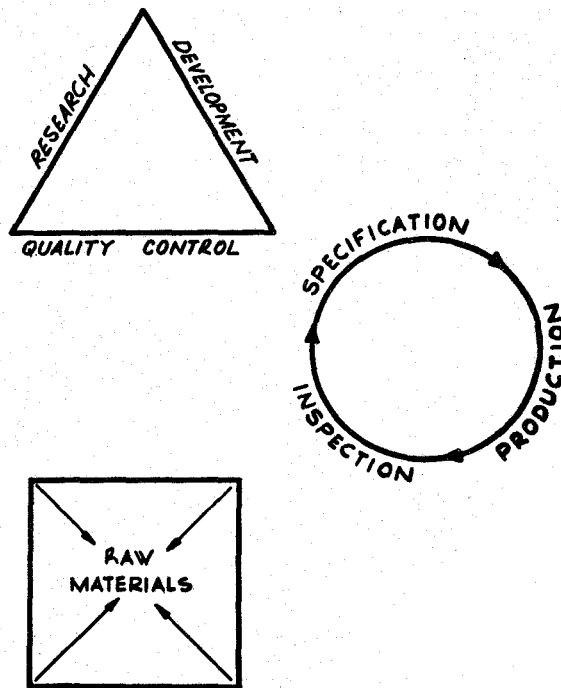 RESEARCH
DEVELOPMENT
QUALITY CONTROL
SPECIFICATION
PRODUCTION
INSPECTION
RAW
MATERIALS